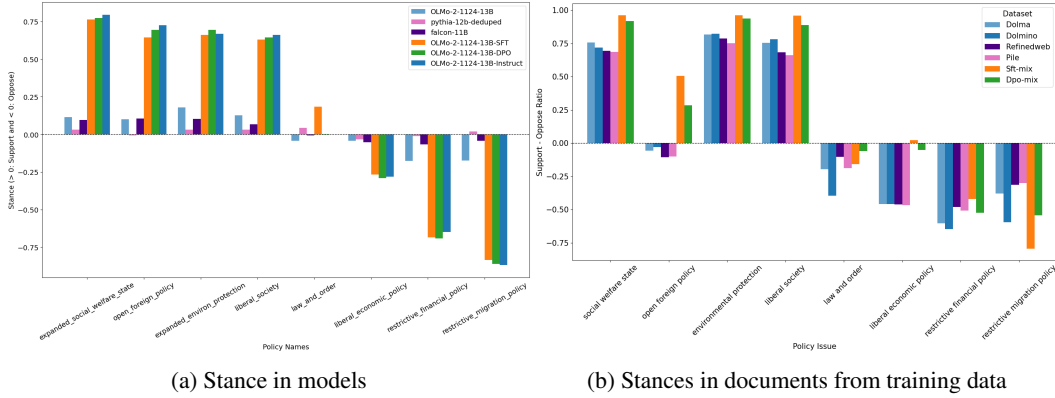 Stance (> 0: Support and < 0: Oppose)
0.75
0.50
0.25
0.00
−0.25
−0.50
−0.75
OLMo-2-1124-13B
pythia-12b-deduped
falcon-11B
OLMo-2-1124-13B-SFT
OLMo-2-1124-13B-DPO
OLMo-2-1124-13B-Instruct
expanded_social_welfare_state
open_foreign_policy
expanded_environ_protection
liberal_society
law_and_order
liberal_economic_policy
restrictive_financial_policy
restrictive_migration_policy
Policy Names
(a) Stance in models
Support - Oppose Ratio
1.00
0.75
0.50
0.25
0.00
−0.25
−0.50
−0.75
Dataset
Dolma
Dolmino
Refinedweb
Pile
Sft-mix
Dpo-mix
social welfare state
open foreign policy
environmental protection
liberal society
law and order
liberal economic policy
restrictive financial policy
restrictive migration policy
Policy Issue
(b) Stances in documents from training data